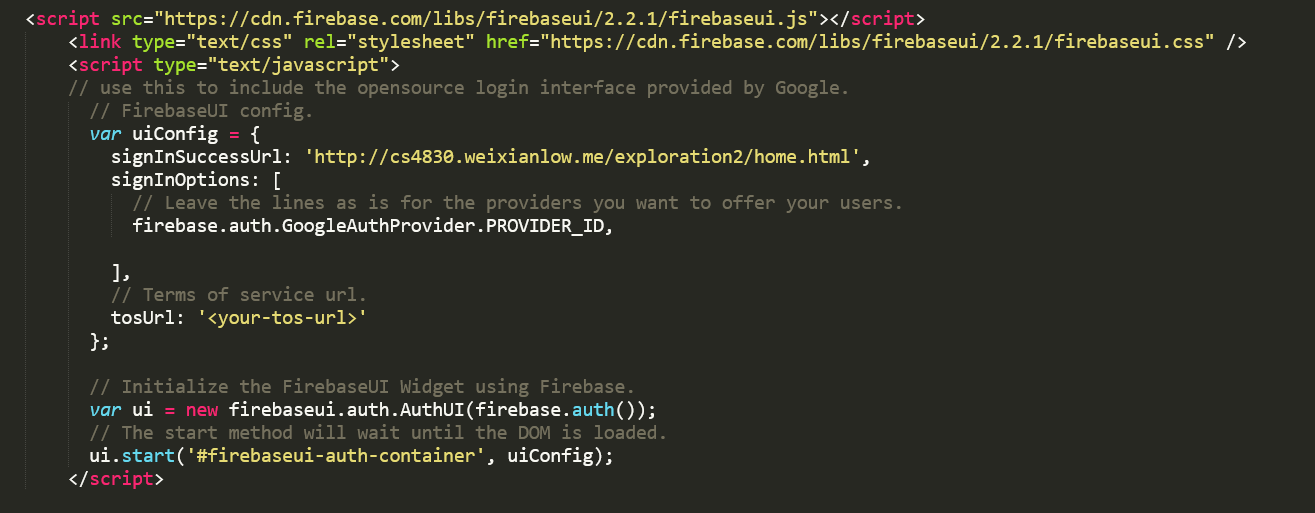 <script src="https://cdn.firebase.com/libs/firebaseui/2.2.1/firebaseui.js"></script>
<link type="text/css" rel="stylesheet" href="https://cdn.firebase.com/libs/firebaseui/2.2.1/firebaseui.css" />
<script type="text/javascript">
// use this to include the opensource login interface provided by Google.
// FirebaseUI config.
var uiConfig = {
signInSuccessUrl: 'http://cs4830.weixianlow.me/exploration2/home.html',
signInOptions: [
// Leave the lines as is for the providers you want to offer your users.
firebase.auth.GoogleAuthProvider.PROVIDER_ID,
],
// Terms of service url.
tosUrl: '<your-tos-url>'
};
// Initialize the FirebaseUI Widget using Firebase.
var ui = new firebaseui.auth.AuthUI(firebase.auth());
// The start method will wait until the DOM is loaded.
ui.start('#firebaseui-auth-container', uiConfig);
</script>